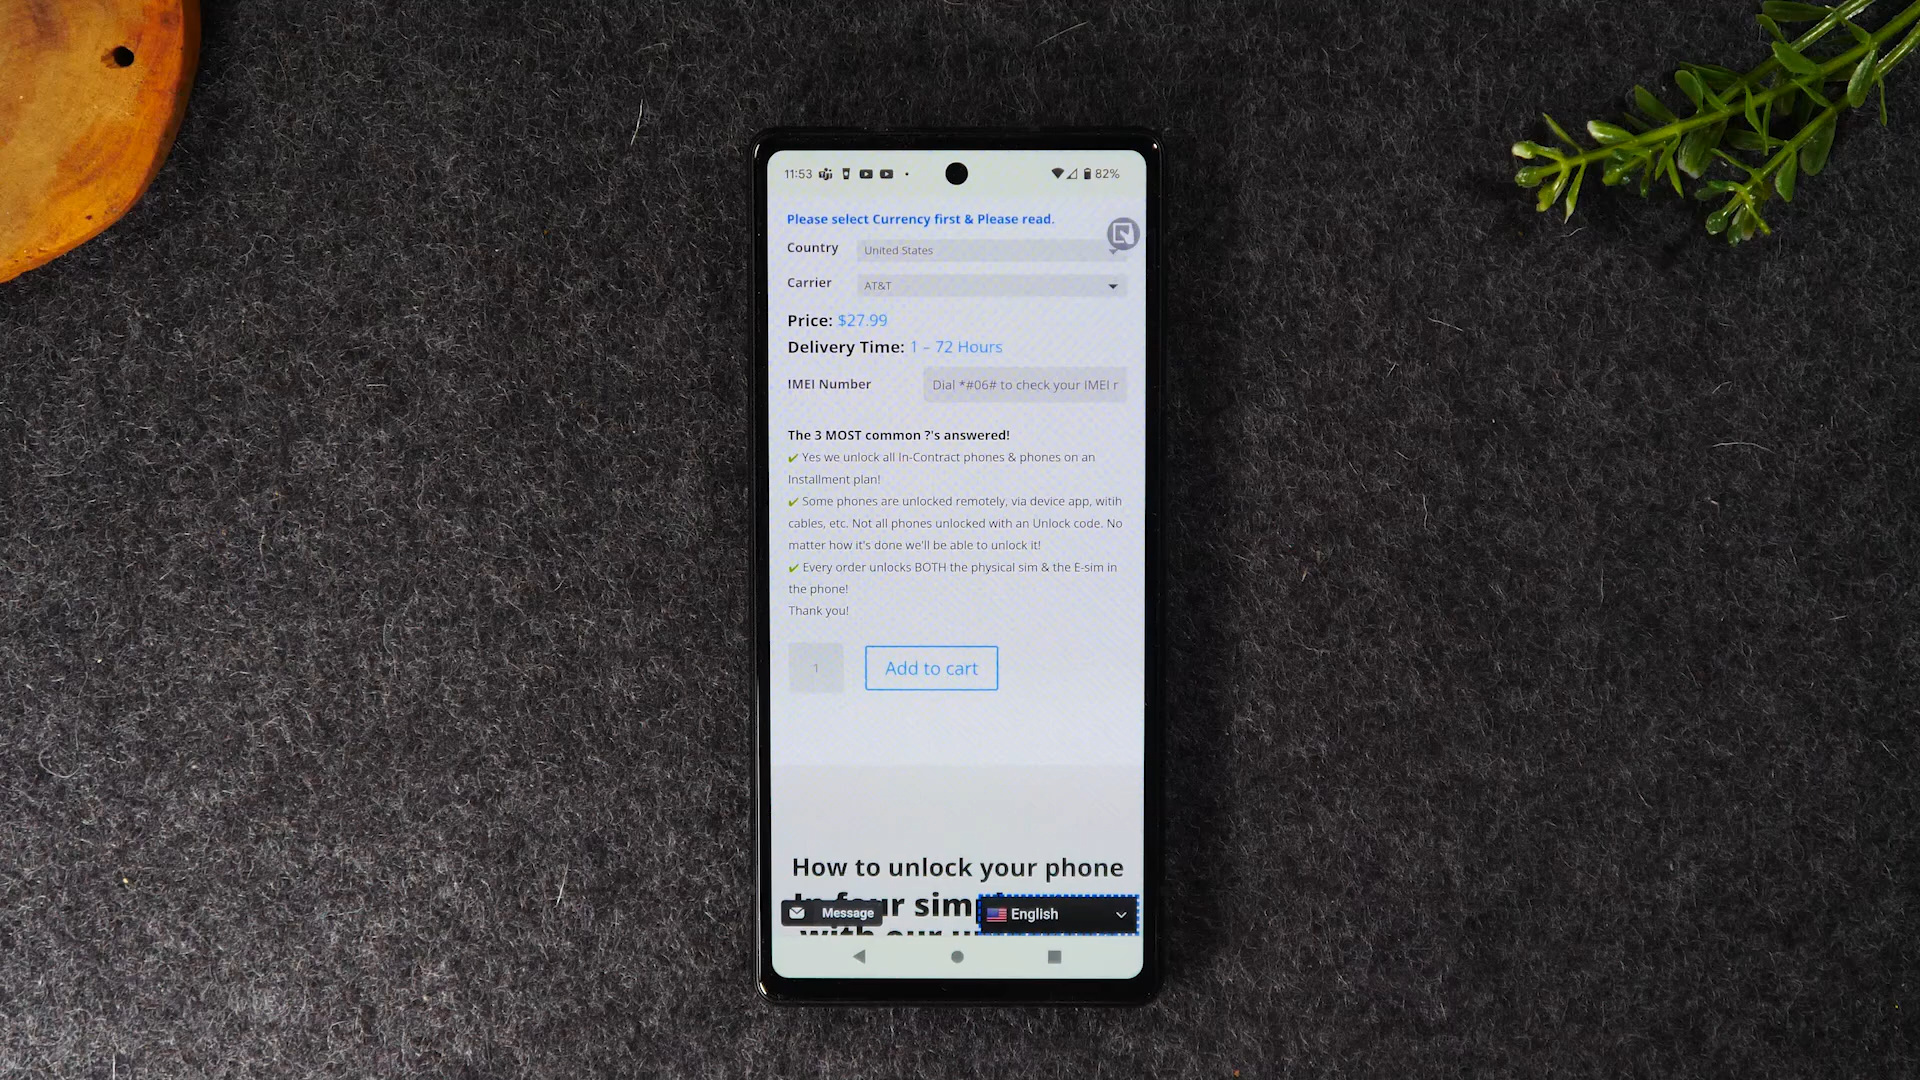 11:53 82%
Please select Currency first & Please read.
Country United States
Carrier AT&T
Price: $27.99
Delivery Time: 1 – 72 Hours
IMEI Number Dial *#06# to check your IMEI
The 3 MOST common ?'s answered!
✔ Yes we unlock all In-Contract phones & phones on an
Installment plan!
✔ Some phones are unlocked remotely, via device app, witih
cables, etc. Not all phones unlocked with an Unlock code. No
matter how it's done we'll be able to unlock it!
✔ Every order unlocks BOTH the physical sim & the E-sim in
the phone!
Thank you!
1 Add to cart
How to unlock your phone
Message English
with our